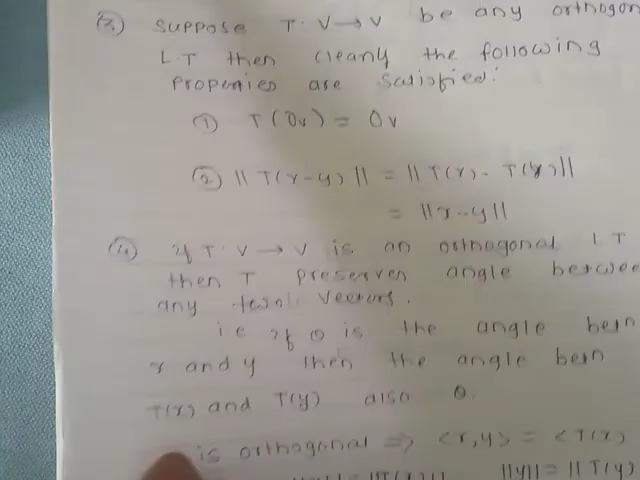 ③ Suppose T: V → V be any orthogon
L.T then clearly the following
properties are satisfied:
① T(0v) = 0v
② || T(x-y) || = || T(x) - T(y) ||
= || x-y ||
④ If T: V → V is an orthogonal LT
then T preserves angle betwee
any two vectors.
i.e if θ is the angle betn
x and y then the angle betn
T(x) and T(y) also θ.
is orthogonal => <x,y> = <T(x)
||y|| = ||T(y)